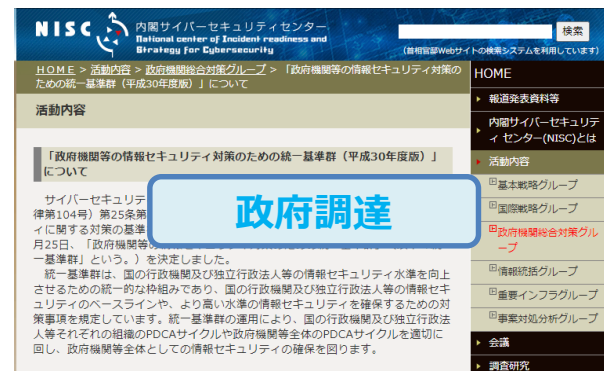 NISC 内閣サイバーセキュリティセンター
National center of Incident readiness and
Strategy for Cybersecurity
検索
(首相官邸Webサイトの検索システムを利用しています)
HOME > 活動内容 > 政府機関総合対策グループ > 「政府機関等の情報セキュリティ対策の
ための統一基準群(平成30年度版)」について
活動内容
「政府機関等の情報セキュリティ対策のための統一基準群(平成30年度版)」
について
サイバーセキュリテ
律第104号)第25条第
ィに関する対策の基準
月25日、「政府機関等の
一基準群」という。)を決定しました。
統一基準群は、国の行政機関及び独立行政法人等の情報セキュリティ水準を向上
させるための統一的な枠組みであり、国の行政機関及び独立行政法人等の情報セキ
ュリティのベースラインや、より高い水準の情報セキュリティを確保するための対
策事項を規定しています。統一基準群の運用により、国の行政機関及び独立行政法
人等それぞれの組織のPDCAサイクルや政府機関等全体のPDCAサイクルを適切に
回し、政府機関等全体としての情報セキュリティの確保を図ります。
政府調達
HOME
報道発表資料等
内閣サイバーセキュリテ
ィ センター(NISC)とは
活動内容
基本戦略グループ
国際戦略グループ
政府機関総合対策グル
ープ
情報統括グループ
重要インフラグループ
事案対処分析グループ
会議
調査研究